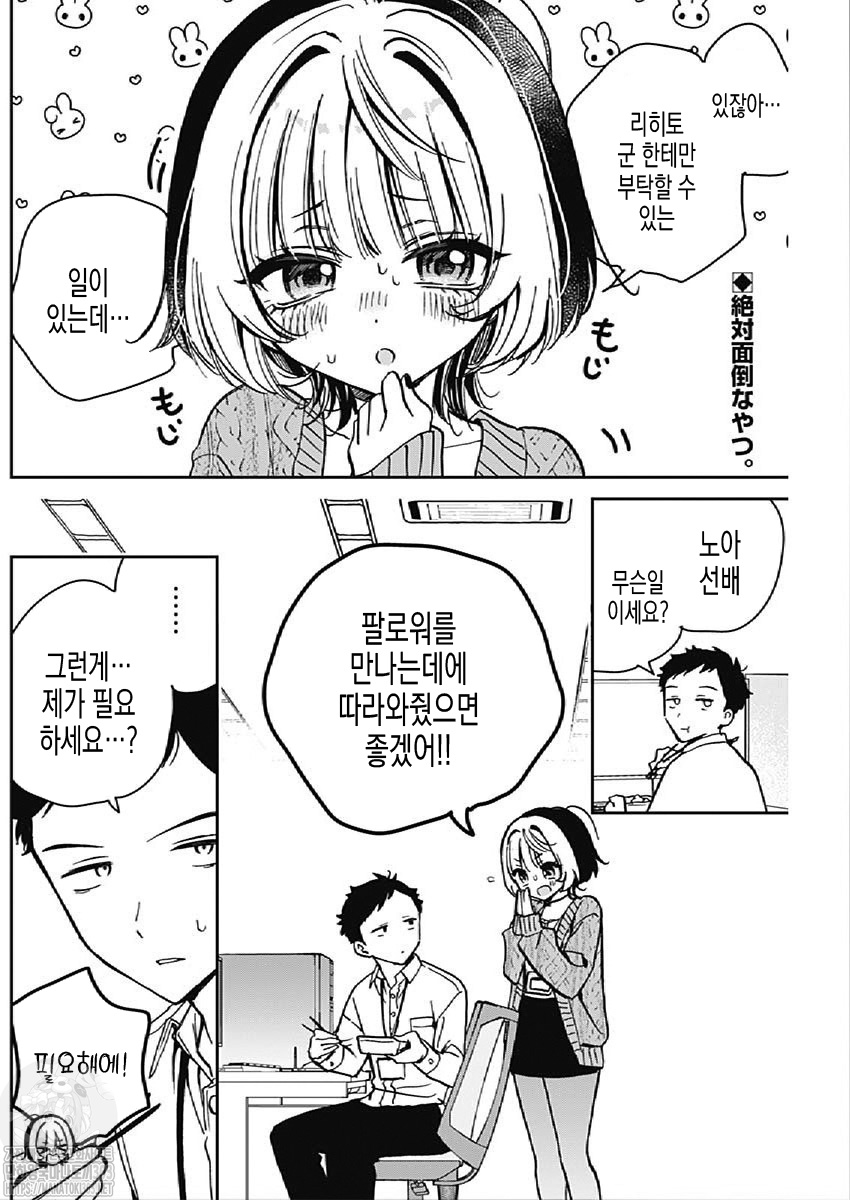 있잖아…
리히토
군 한테만
부탁할 수
있는
일이
있는데…
◆絶対面倒なやつ。
もじ
もじ
노아
선배
무슨일
이세요?
팔로워를
만나는데에
따라와줬으면
좋겠어!!
……
그런게…
제가 필요
하세요…?
필요해에!